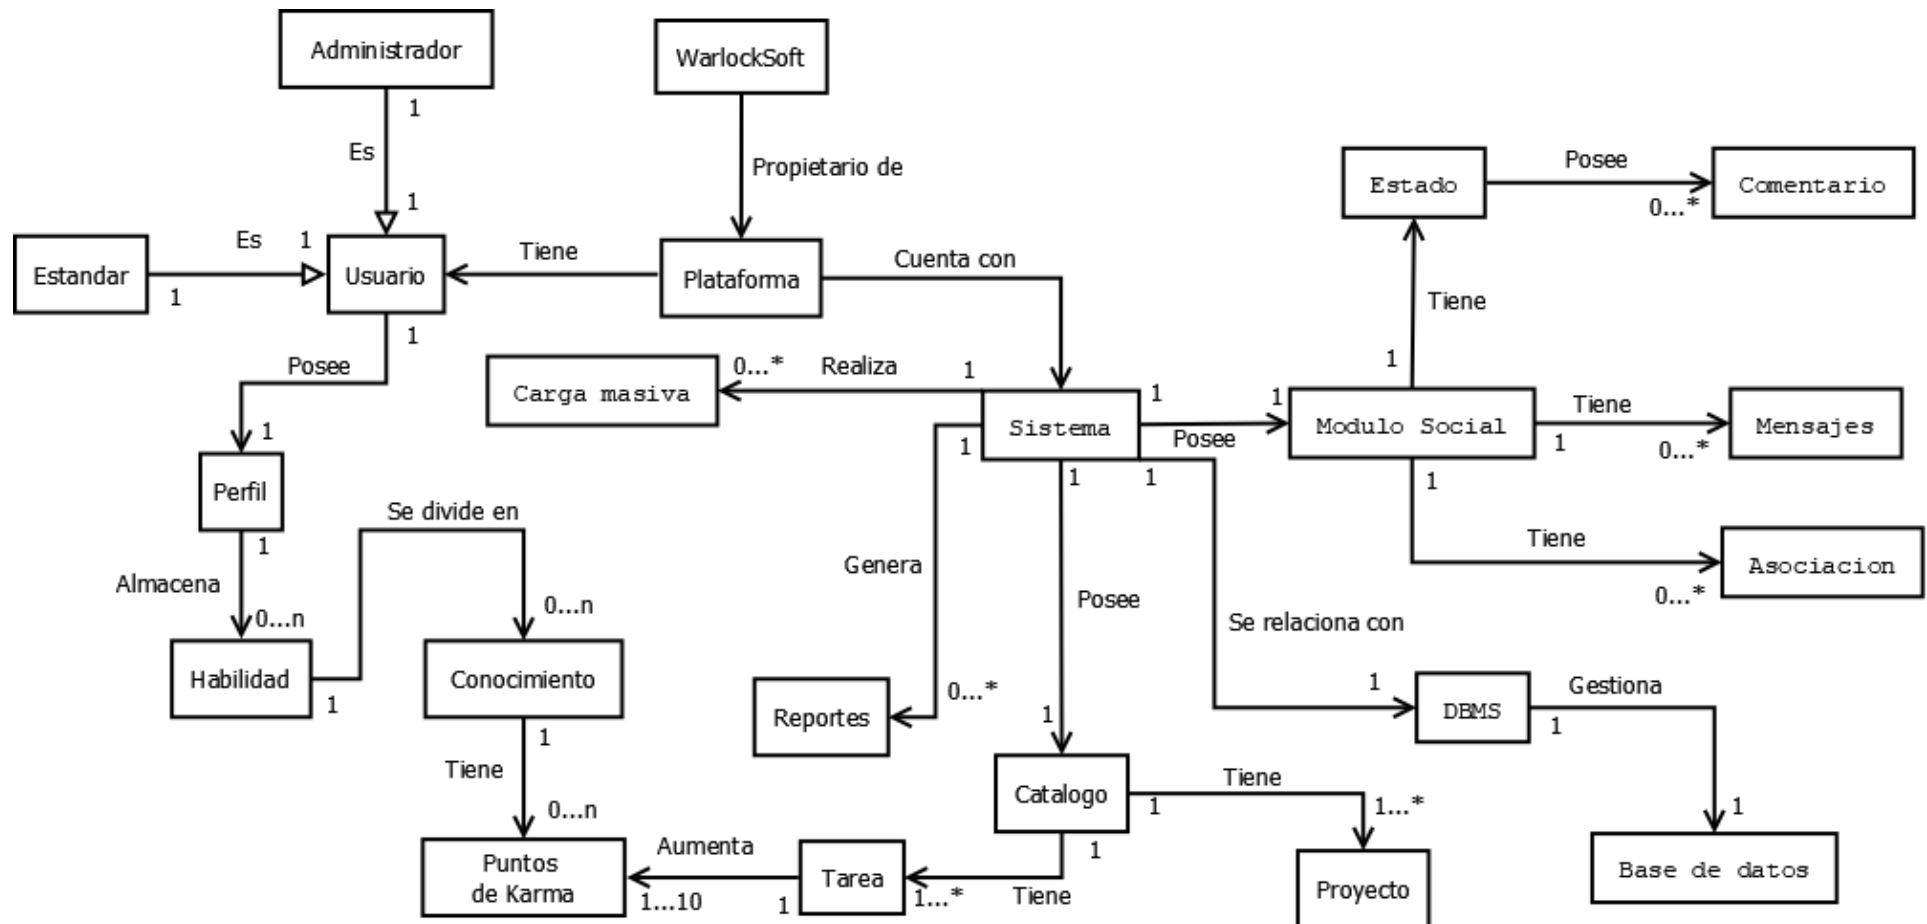 Administrador
WarlockSoft
1
Es
Propietario de
Estado
Posee
Comentario
0...*
1
Es
1
Estandar
1
Usuario
Tiene
Plataforma
Cuenta con
Tiene
1
Posee
Carga masiva
0...*
Realiza
1
1
Sistema
1
1
Posee
1
Modulo Social
1
Tiene
0...*
Mensajes
1
1
1
1
Perfil
1
Se divide en
Almacena
0...n
0...n
Genera
Posee
Tiene
Asociacion
0...*
Se relaciona con
Habilidad
1
Conocimiento
1
Reportes
0...*
1
1
DBMS
1
Gestiona
Tiene
0...n
Catalogo
1
Tiene
1...*
1
Base de datos
Puntos
de Karma
Aumenta
1...10
1
Tarea
1...*
Tiene
1
Proyecto